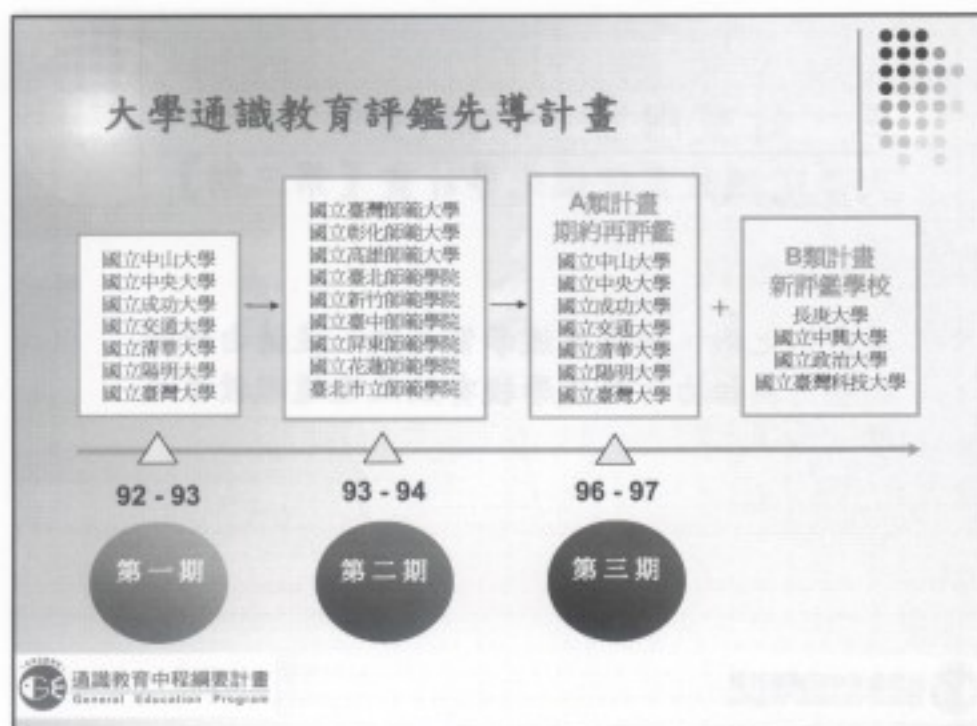 大學通識教育評鑑先導計畫
國立中山大學
國立中央大學
國立成功大學
國立交通大學
國立清華大學
國立陽明大學
國立臺灣大學
國立臺灣師範大學
國立彰化師範大學
國立高雄師範大學
國立臺北師範學院
國立新竹師範學院
國立臺中師範學院
國立屏東師範學院
國立花蓮師範學院
臺北市立師範學院
A類計畫
期約再評鑑
國立中山大學
國立中央大學
國立成功大學
國立交通大學
國立清華大學
國立陽明大學
國立臺灣大學
+
B類計畫
新評鑑學校
長庚大學
國立中興大學
國立政治大學
國立臺灣科技大學
92 - 93
93 - 94
96 - 97
第一期
第二期
第三期
通識教育中程綱要計畫
General Education Program